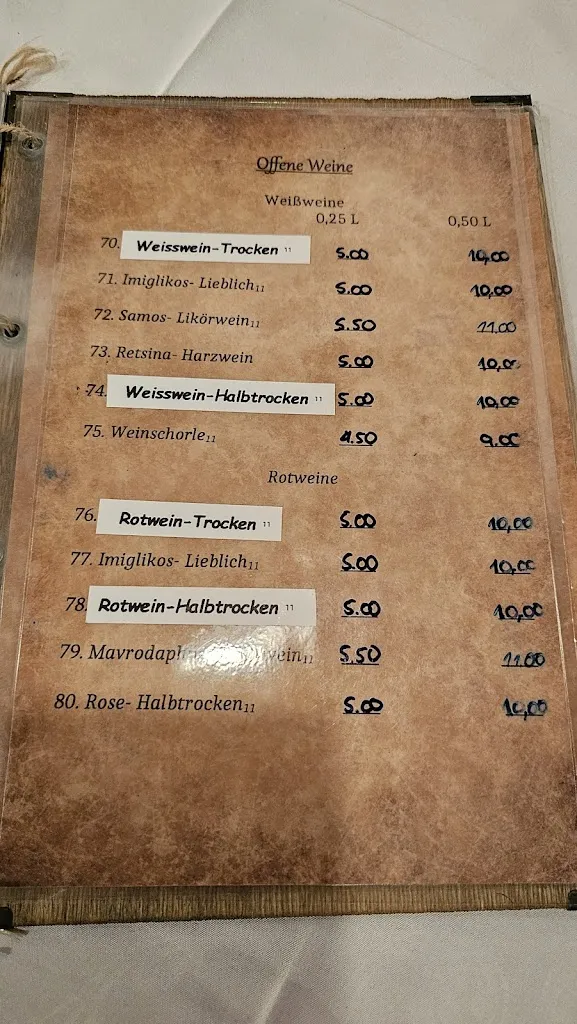 Offene Weine
Weißweine
0,25 L 0,50 L
70. Weisswein-Trocken 11 5.00 10,00
71. Imiglikos- Lieblich11 5.00 10,00
72. Samos- Likörwein11 5.50 11,00
73. Retsina- Harzwein 5.00 10,00
74. Weisswein-Halbtrocken 11 5.00 10,00
75. Weinschorle11 4.50 9.00
Rotweine
76. Rotwein-Trocken 11 5.00 10,00
77. Imiglikos- Lieblich11 5.00 10,00
78. Rotwein-Halbtrocken 11 5.00 10,00
79. 5.50 11.00
80. Rose- Halbtrocken11 5.00 10,00